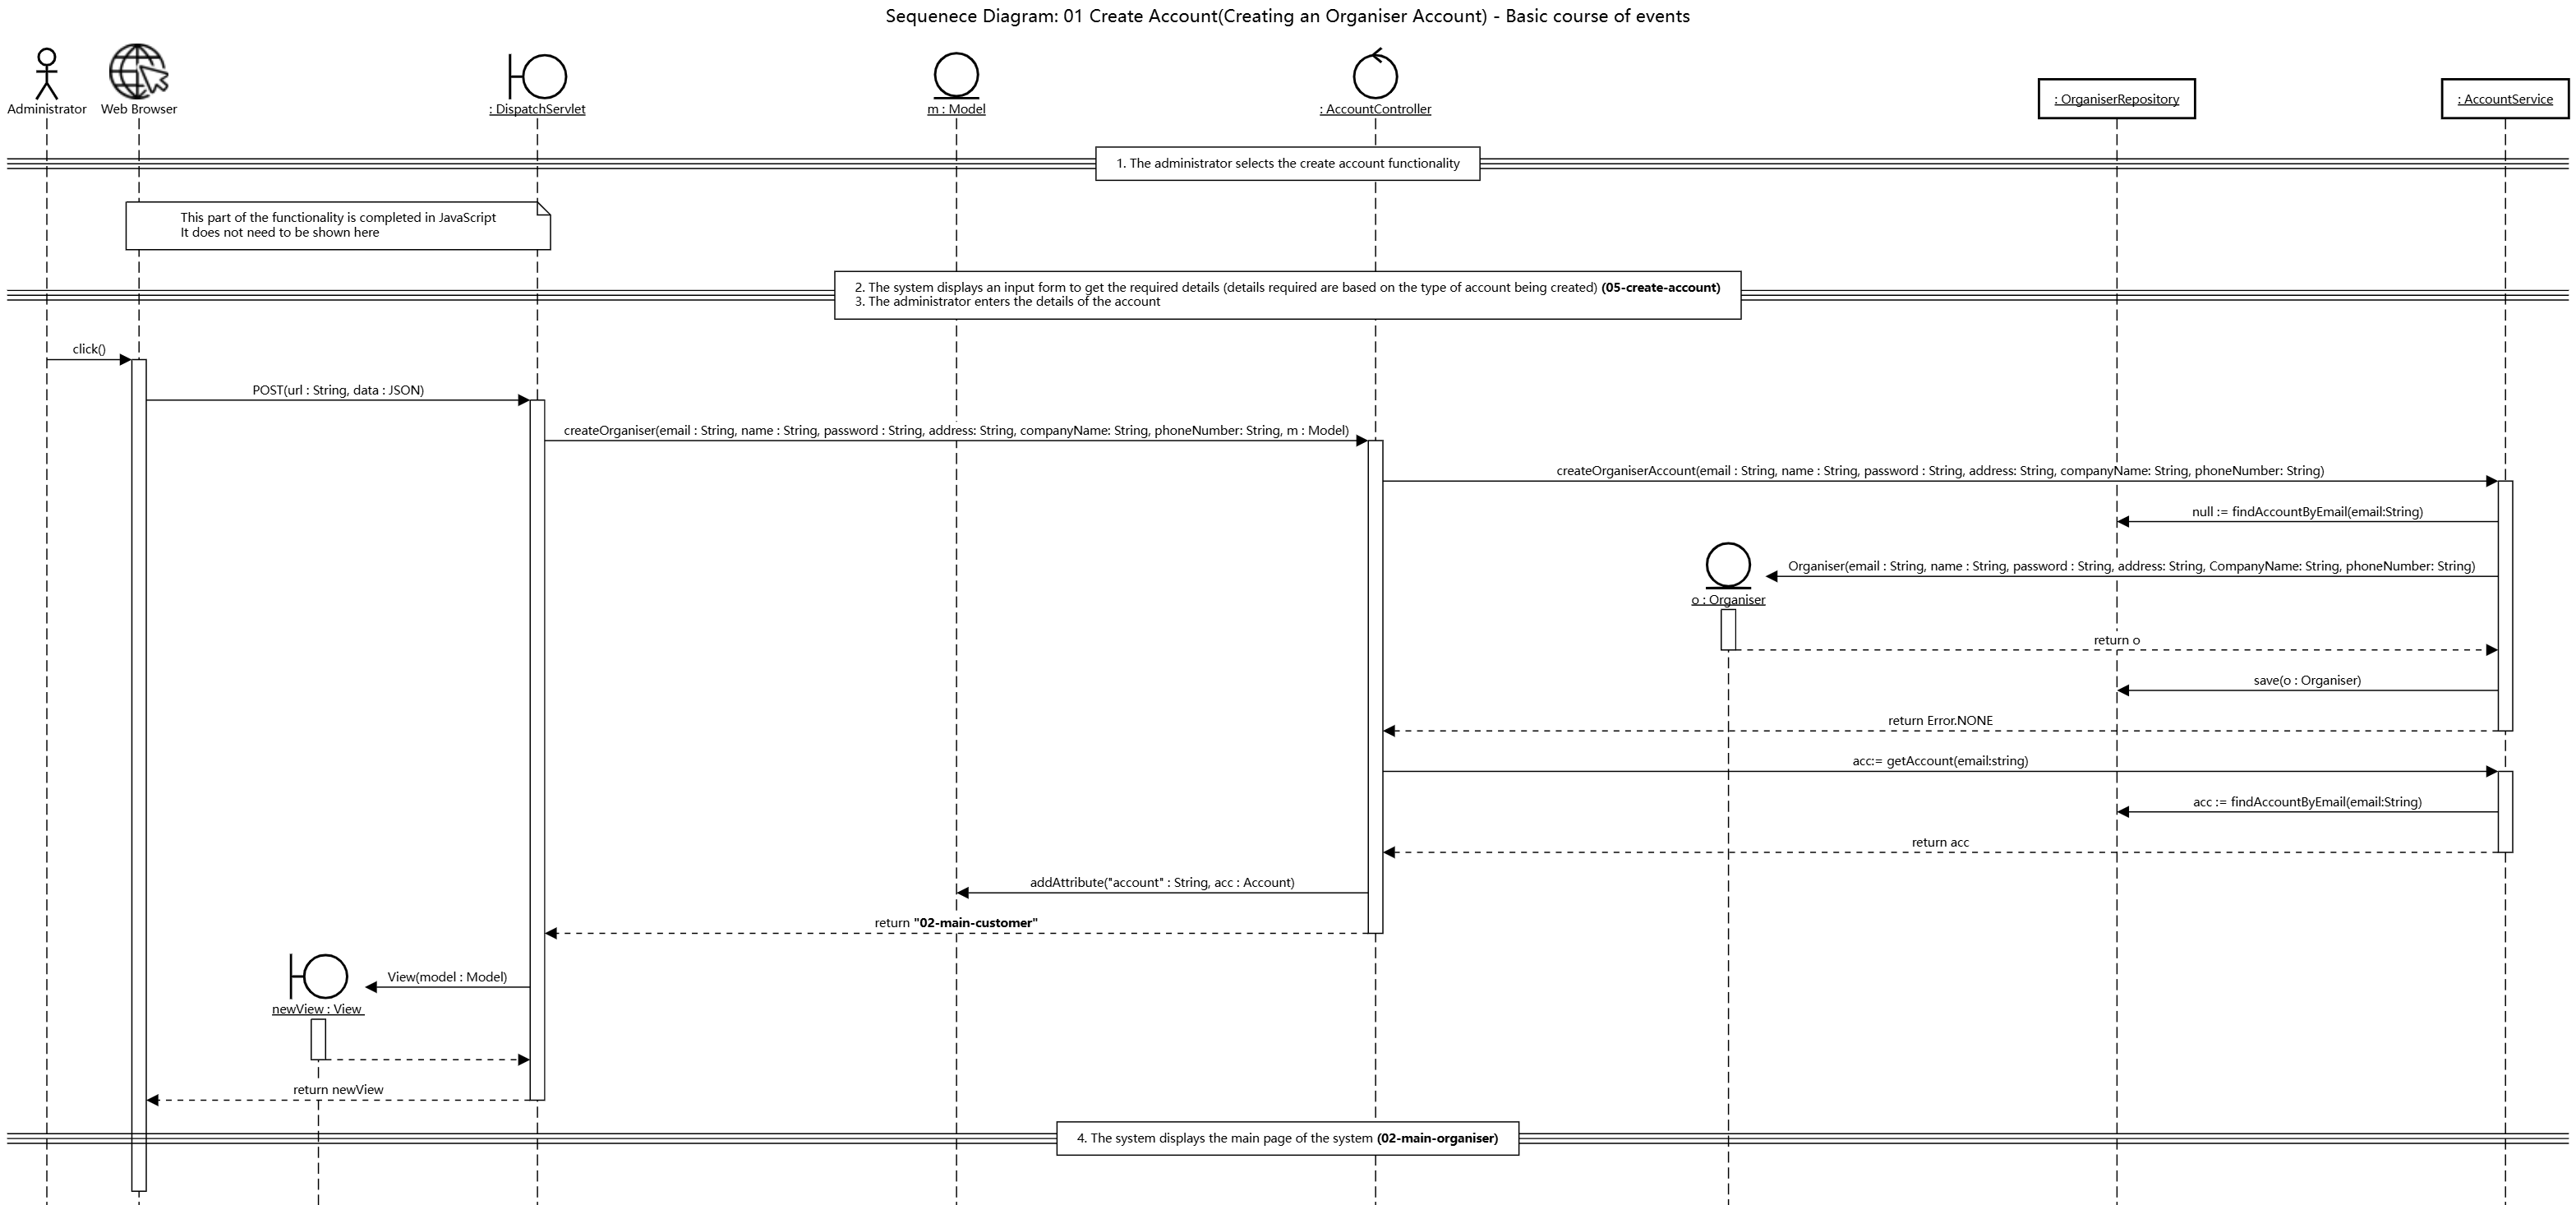 Sequenece Diagram: 01 Create Account(Creating an Organiser Account) - Basic course of events
Administrator
Web Browser
: DispatchServlet
m : Model
: AccountController
: OrganiserRepository
: AccountService
1. The administrator selects the create account functionality
This part of the functionality is completed in JavaScript
It does not need to be shown here
2. The system displays an input form to get the required details (details required are based on the type of account being created) (05-create-account)
3. The administrator enters the details of the account
click()
POST(url : String, data : JSON)
createOrganiser(email : String, name : String, password : String, address: String, companyName: String, phoneNumber: String, m : Model)
createOrganiserAccount(email : String, name : String, password : String, address: String, companyName: String, phoneNumber: String)
null := findAccountByEmail(email:String)
Organiser(email : String, name : String, password : String, address: String, CompanyName: String, phoneNumber: String)
o : Organiser
return o
save(o : Organiser)
return Error.NONE
acc:= getAccount(email:string)
acc := findAccountByEmail(email:String)
return acc
addAttribute("account" : String, acc : Account)
return "02-main-customer"
View(model : Model)
newView : View
return newView
4. The system displays the main page of the system (02-main-organiser)